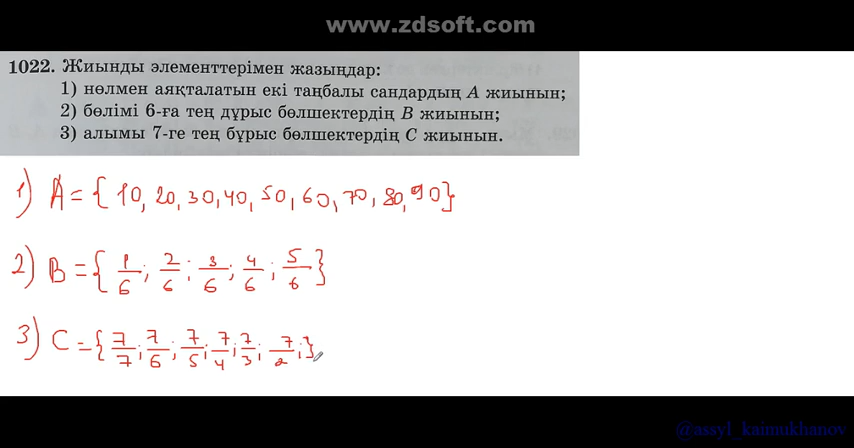 www.zdsoft.com
1022. Жиынды элементтерімен жазыңдар:
1) нөлмен аяқталатын екі таңбалы сандардың A жиынын;
2) бөлімі 6-ға тең дұрыс бөлшектердің B жиынын;
3) алымы 7-ге тең бұрыс бөлшектердің C жиынын.
1) A = { 10, 20, 30, 40, 50, 60, 70, 80, 90}
2) B = { 1/6; 2/6; 3/6; 4/6; 5/6 }
3) C = { 7/7; 7/6; 7/5; 7/4; 7/3; 7/2; }
@assyl_kaimukhanov